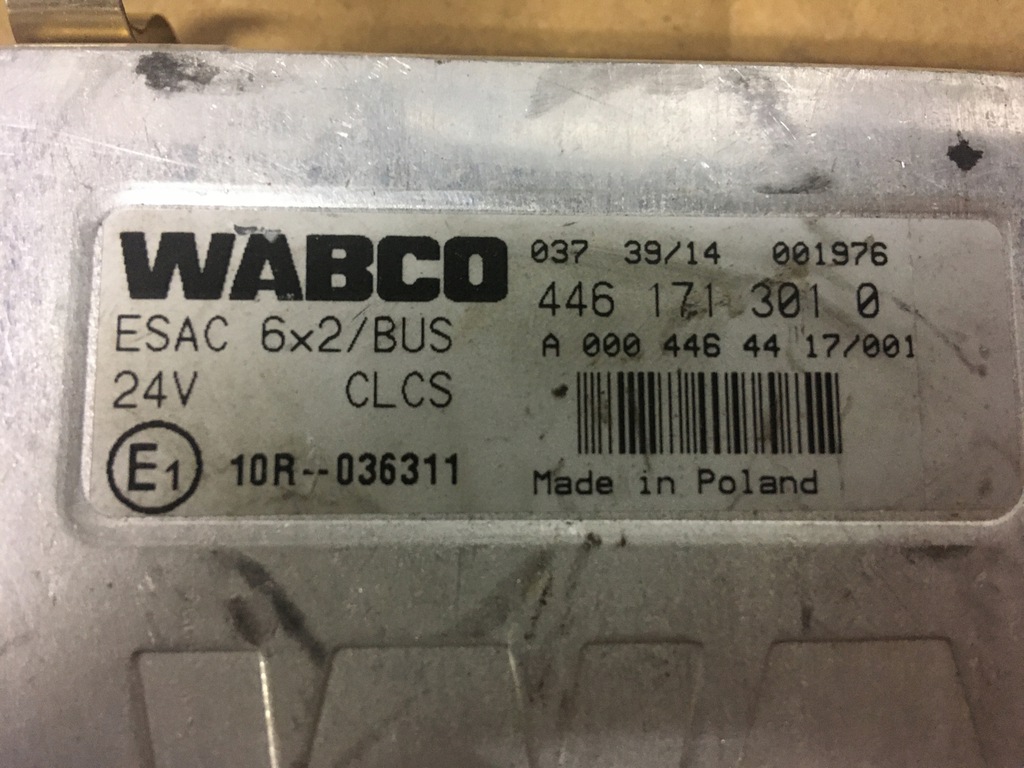 WABCO
ESAC 6x2/BUS
24V CLCS
E1 10R--036311
037 39/14 001976
446 171 301 0
A 000 446 44 17/001
Made in Poland